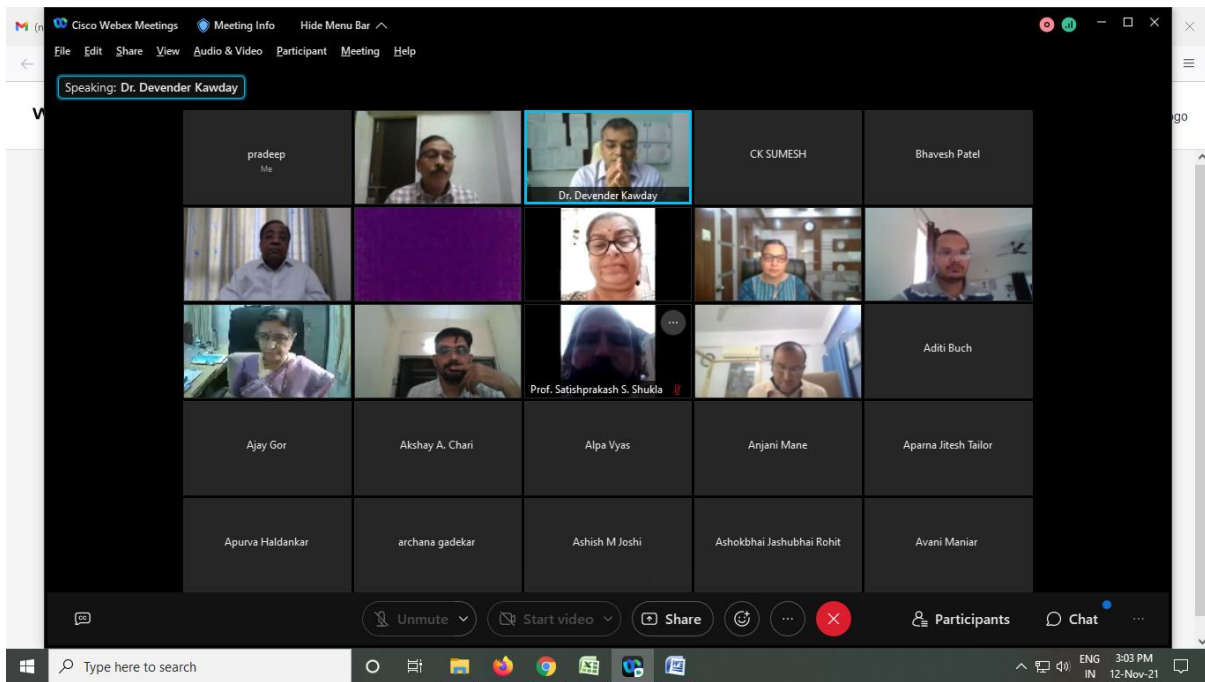 (n
Cisco Webex Meetings Meeting Info Hide Menu Bar
File Edit Share View Audio & Video Participant Meeting Help
Speaking: Dr. Devender Kawday
go
pradeep
Me
Dr. Devender Kawday
CK SUMESH
Bhavesh Patel
Prof. Satishprakash S. Shukla
Aditi Buch
Ajay Gor
Akshay A. Chari
Alpa Vyas
Anjani Mane
Aparna Jitesh Tailor
Apurva Haldankar
archana gadekar
Ashish M Joshi
Ashokbhai Jashubhai Rohit
Avani Maniar
CC Unmute Start video Share Participants Chat
Type here to search
ENG 3:03 PM
IN 12-Nov-21